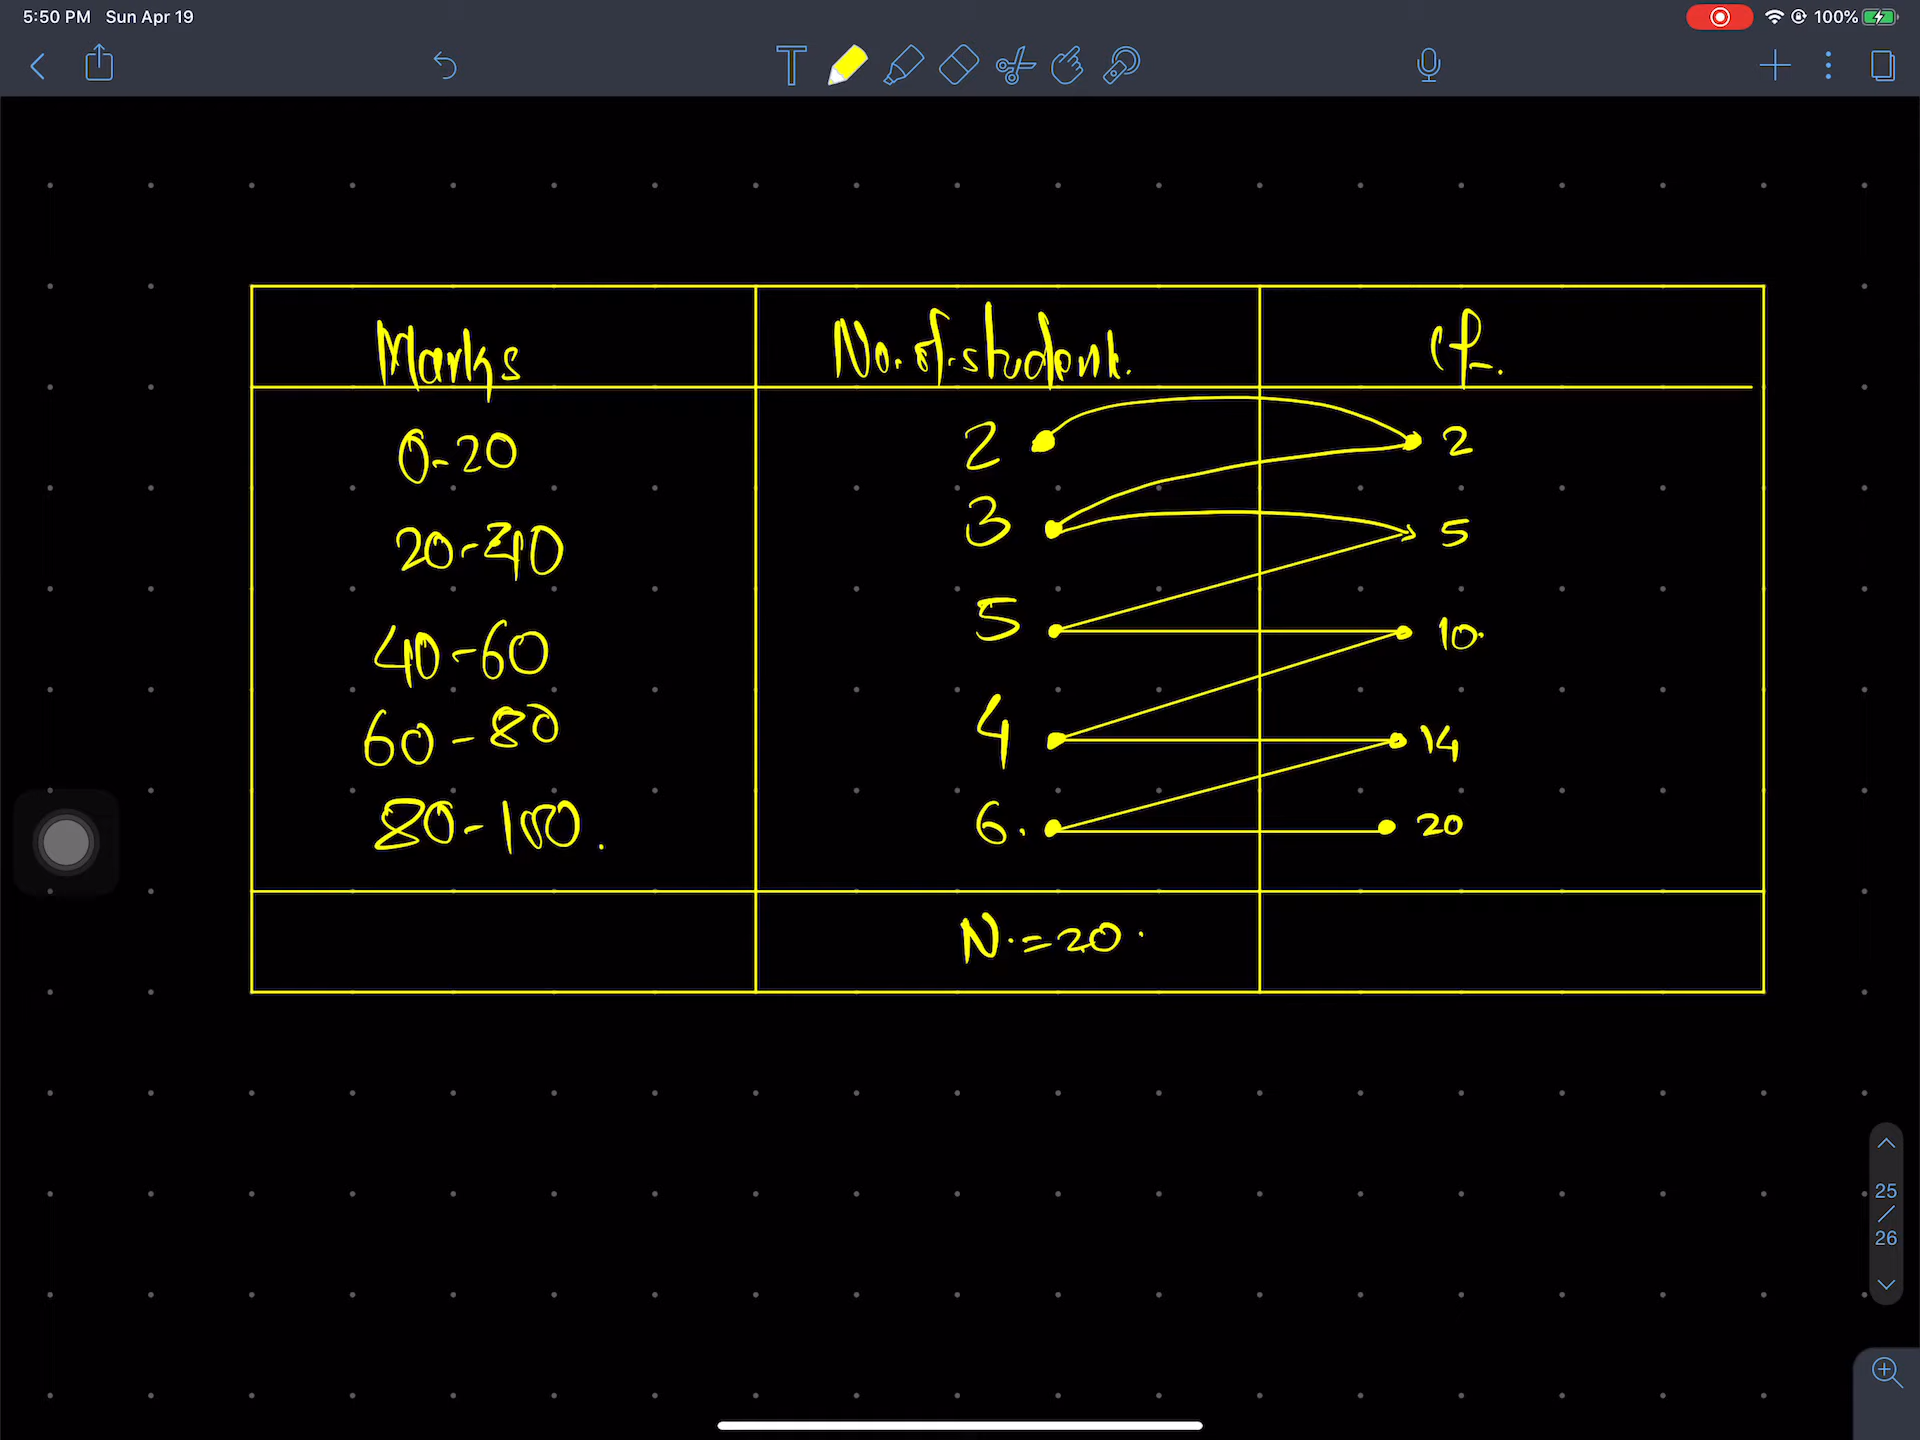 5:50 PM Sun Apr 19 100%
Marks No. of. student. cf.
0-20 2 2
20-40 3 5
40-60 5 10.
60-80 4 14
80-100. 6. 20
N. = 20.
25
/
26